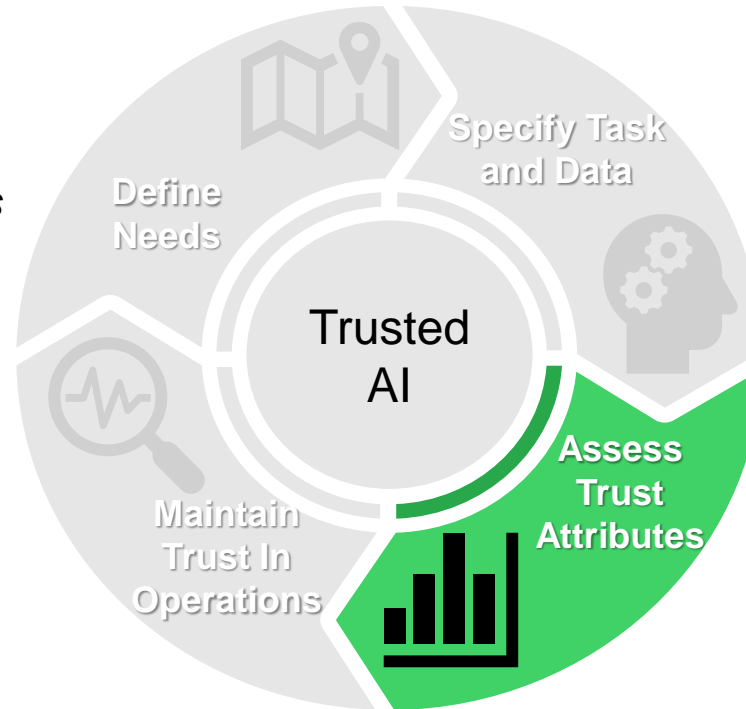 Define
Needs
Specify Task
and Data
Trusted
AI
Assess
Trust
Attributes
Maintain
Trust In
Operations
s